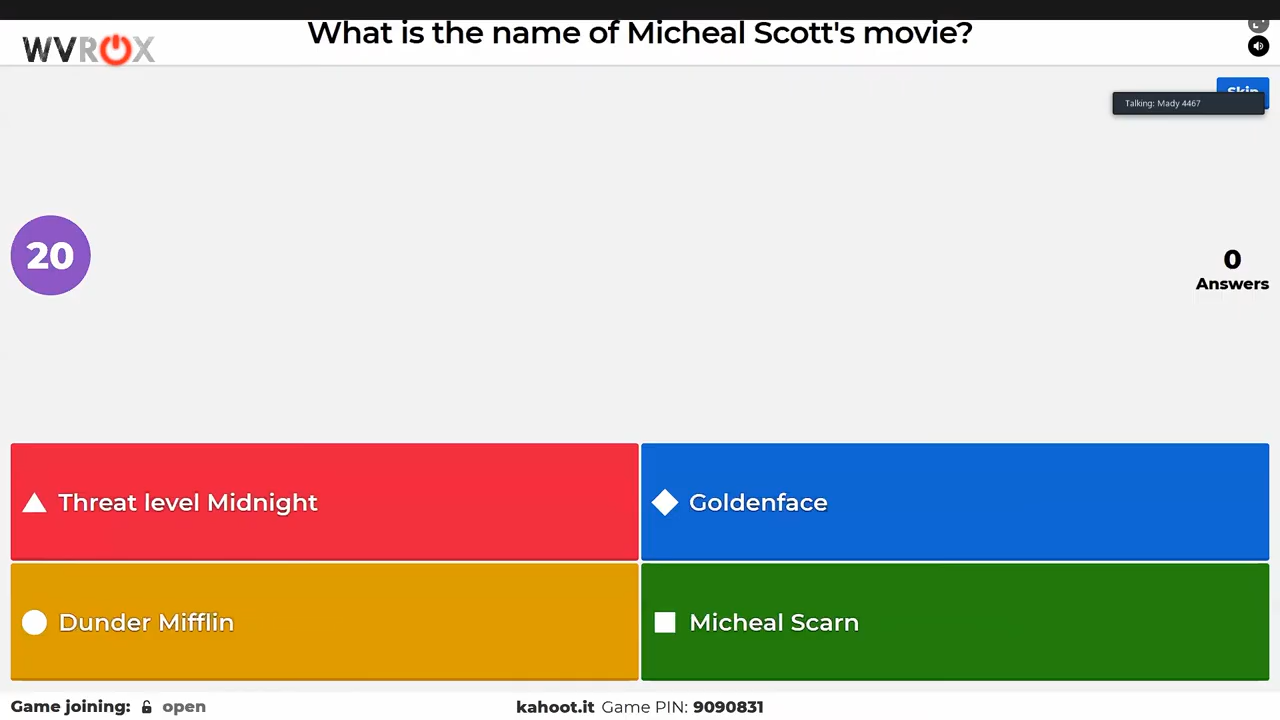 What is the name of Micheal Scott's movie?
WVROX
Skip
Talking: Mady 4467
20
0
Answers
Threat level Midnight
Goldenface
Dunder Mifflin
Micheal Scarn
Game joining: open
kahoot.it Game PIN: 9090831